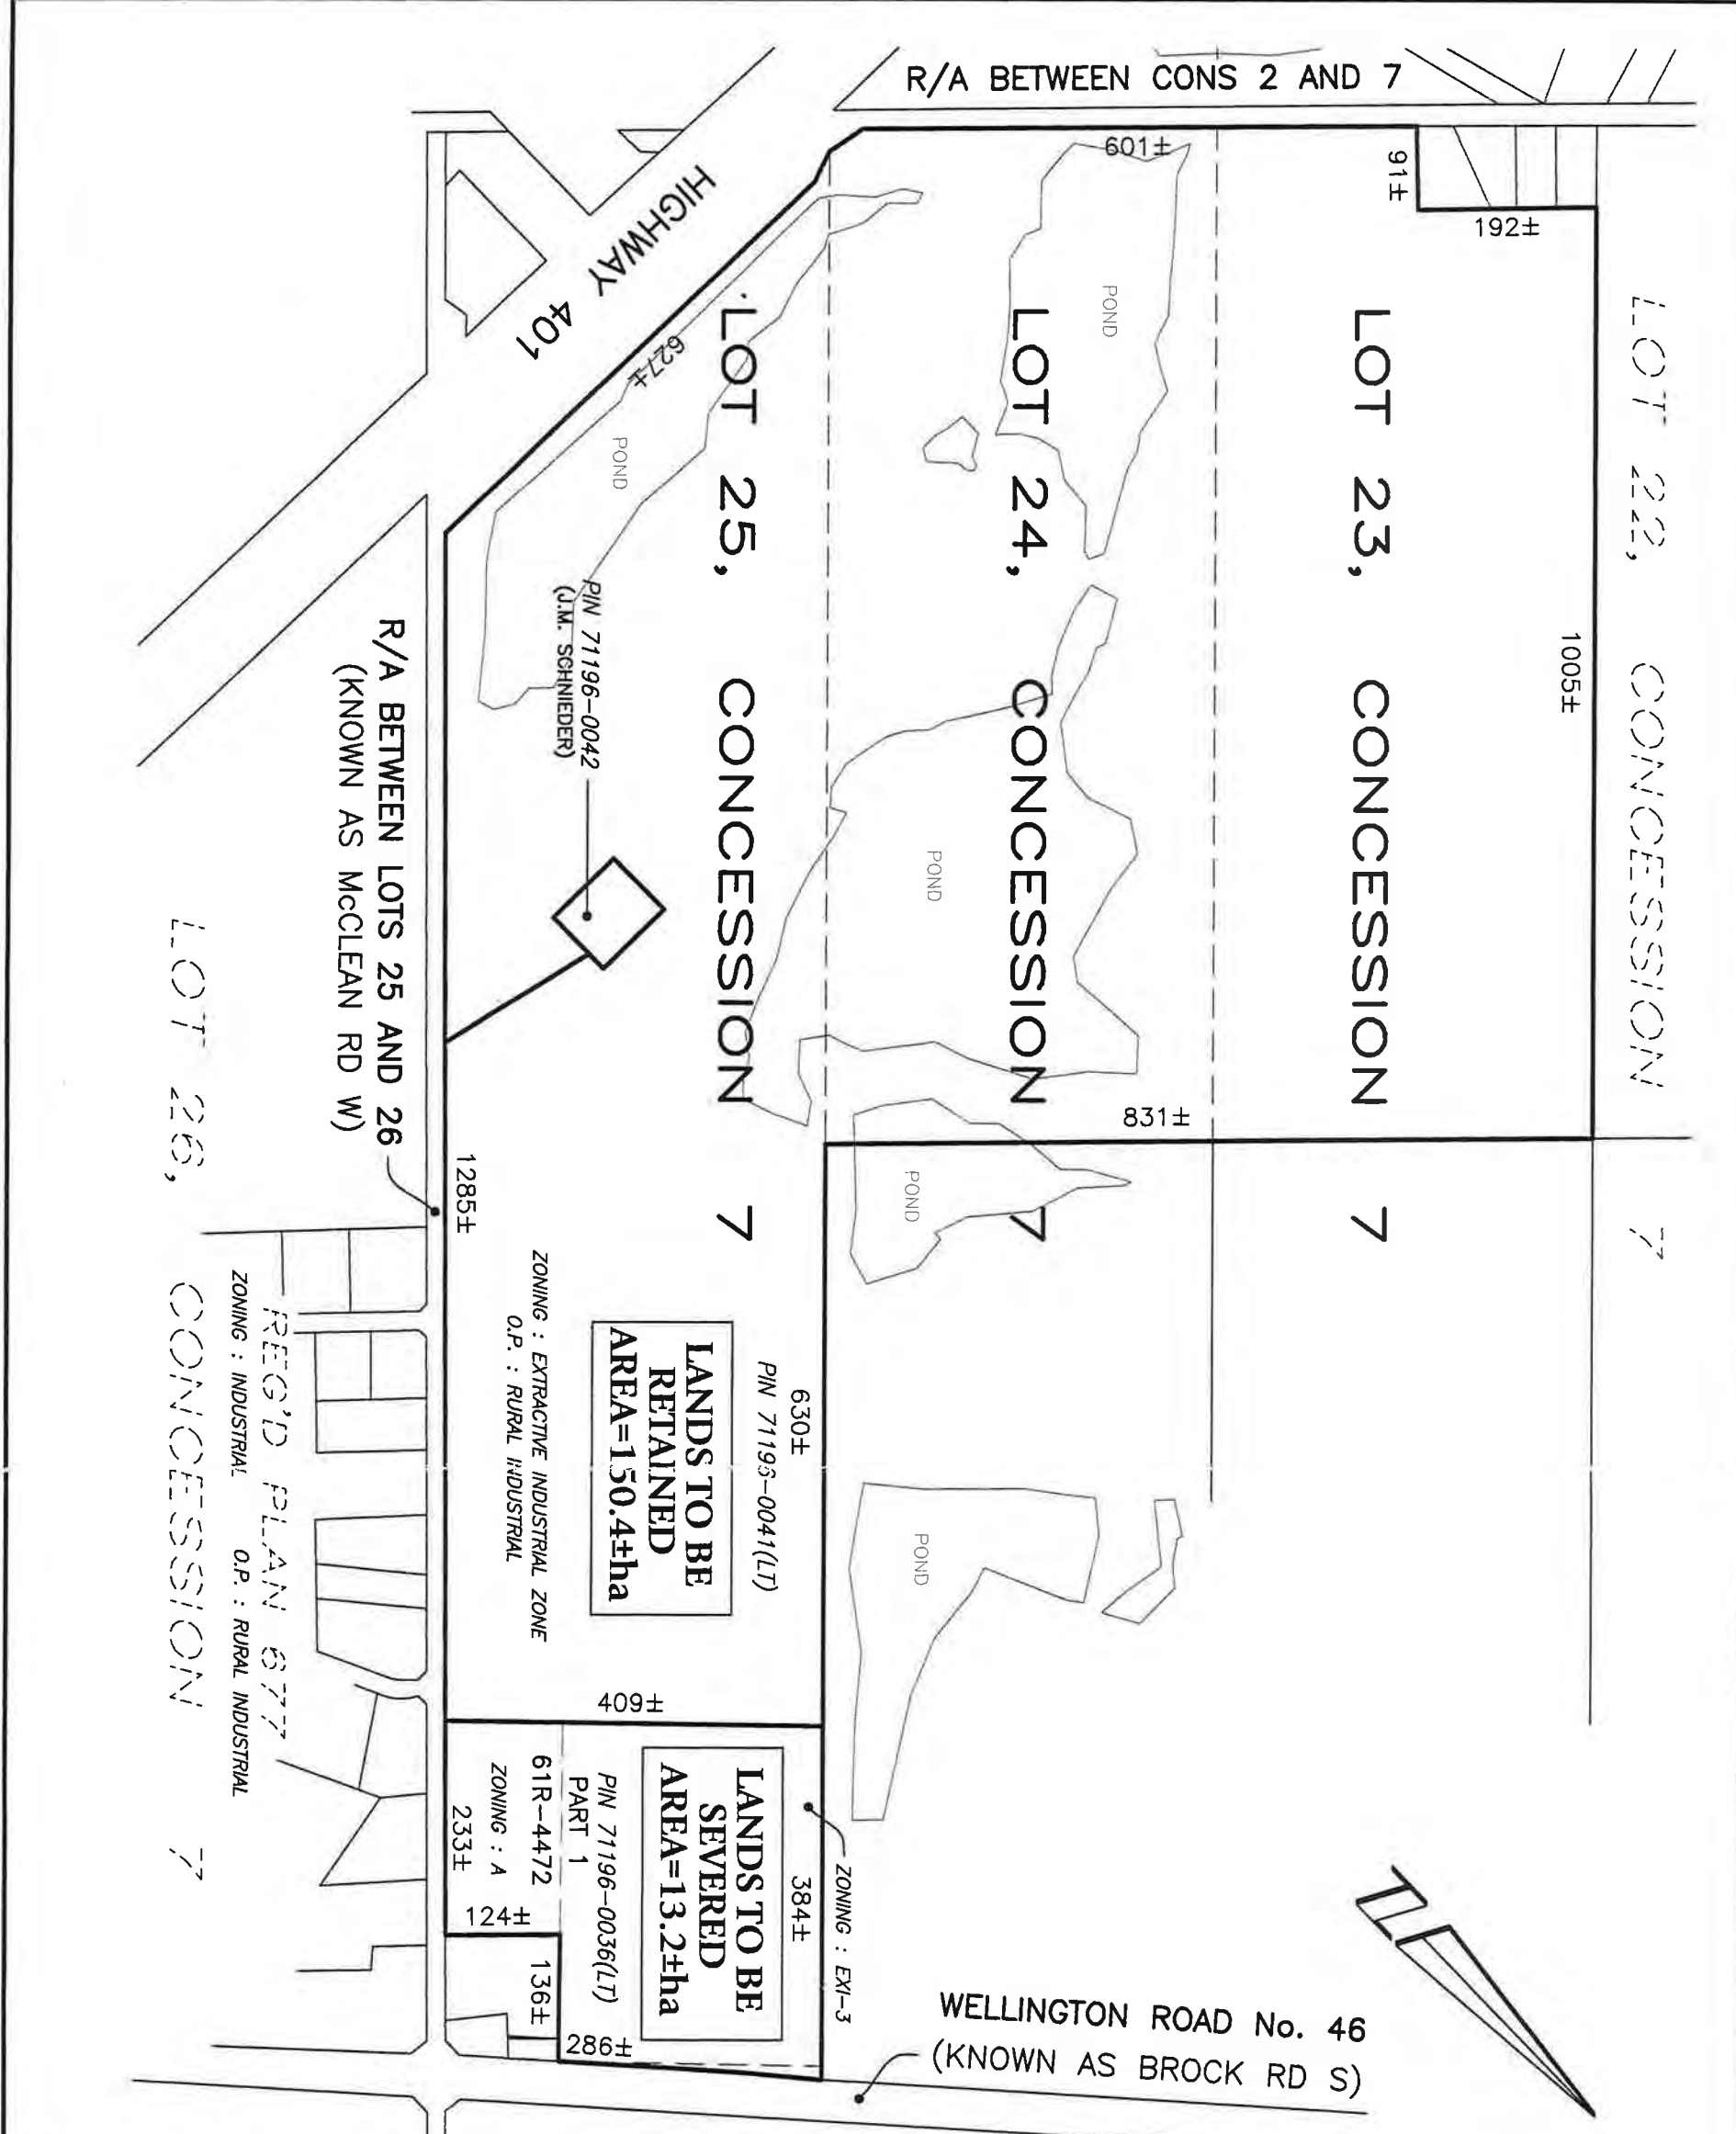 R/A BETWEEN CONS 2 AND 7
601±
91±
192±
HIGHWAY 401
627±
1005±
LOT 22, CONCESSION 7
LOT 23, CONCESSION 7
LOT 24, CONCESSION 7
LOT 25, CONCESSION 7
POND
POND
POND
POND
POND
PIN 71196-0042
(J.M. SCHNIEDER)
R/A BETWEEN LOTS 25 AND 26
(KNOWN AS McCLEAN RD W)
831±
1285±
630±
PIN 71195-0041(LT)
LANDS TO BE
RETAINED
AREA=150.4±ha
ZONING : EXTRACTIVE INDUSTRIAL ZONE
O.P. : RURAL INDUSTRIAL
409±
LOT 26, CONCESSION 7
REG'D PLAN 677
ZONING : INDUSTRIAL O.P. : RURAL INDUSTRIAL
ZONING : EXI-3
384±
LANDS TO BE
SEVERED
AREA=13.2±ha
PIN 71196-0036(LT)
PART 1
61R-4472
ZONING : A
233±
124±
136±
286±
WELLINGTON ROAD No. 46
(KNOWN AS BROCK RD S)